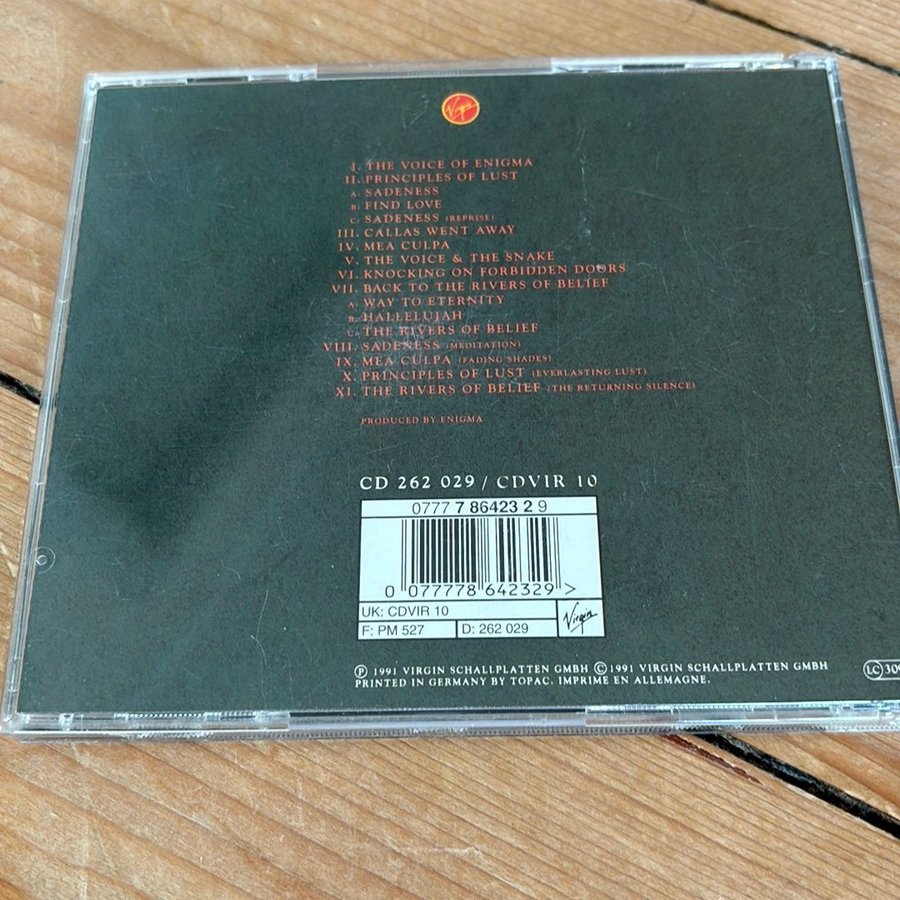 Virgin
I. THE VOICE OF ENIGMA
II. PRINCIPLES OF LUST
A. SADENESS
B. FIND LOVE
C. SADENESS (REPRISE)
III. CALLAS WENT AWAY
IV. MEA CULPA
V. THE VOICE & THE SNAKE
VI. KNOCKING ON FORBIDDEN DOORS
VII. BACK TO THE RIVERS OF BELIEF
A. WAY TO ETERNITY
B. HALLELUJAH
C. THE RIVERS OF BELIEF
VIII. SADENESS (MEDITATION)
IX. MEA CULPA (FADING SHADES)
X. PRINCIPLES OF LUST (EVERLASTING LUST)
XI. THE RIVERS OF BELIEF (THE RETURNING SILENCE)
PRODUCED BY ENIGMA
CD 262 029 / CDVIR 10
0777 7 86423 2 9
0 077778 642329 >
UK: CDVIR 10
F: PM 527 D: 262 029 Virgin
Ⓟ 1991 VIRGIN SCHALLPLATTEN GMBH © 1991 VIRGIN SCHALLPLATTEN GMBH
PRINTED IN GERMANY BY TOPAC. IMPRIME EN ALLEMAGNE.
LC